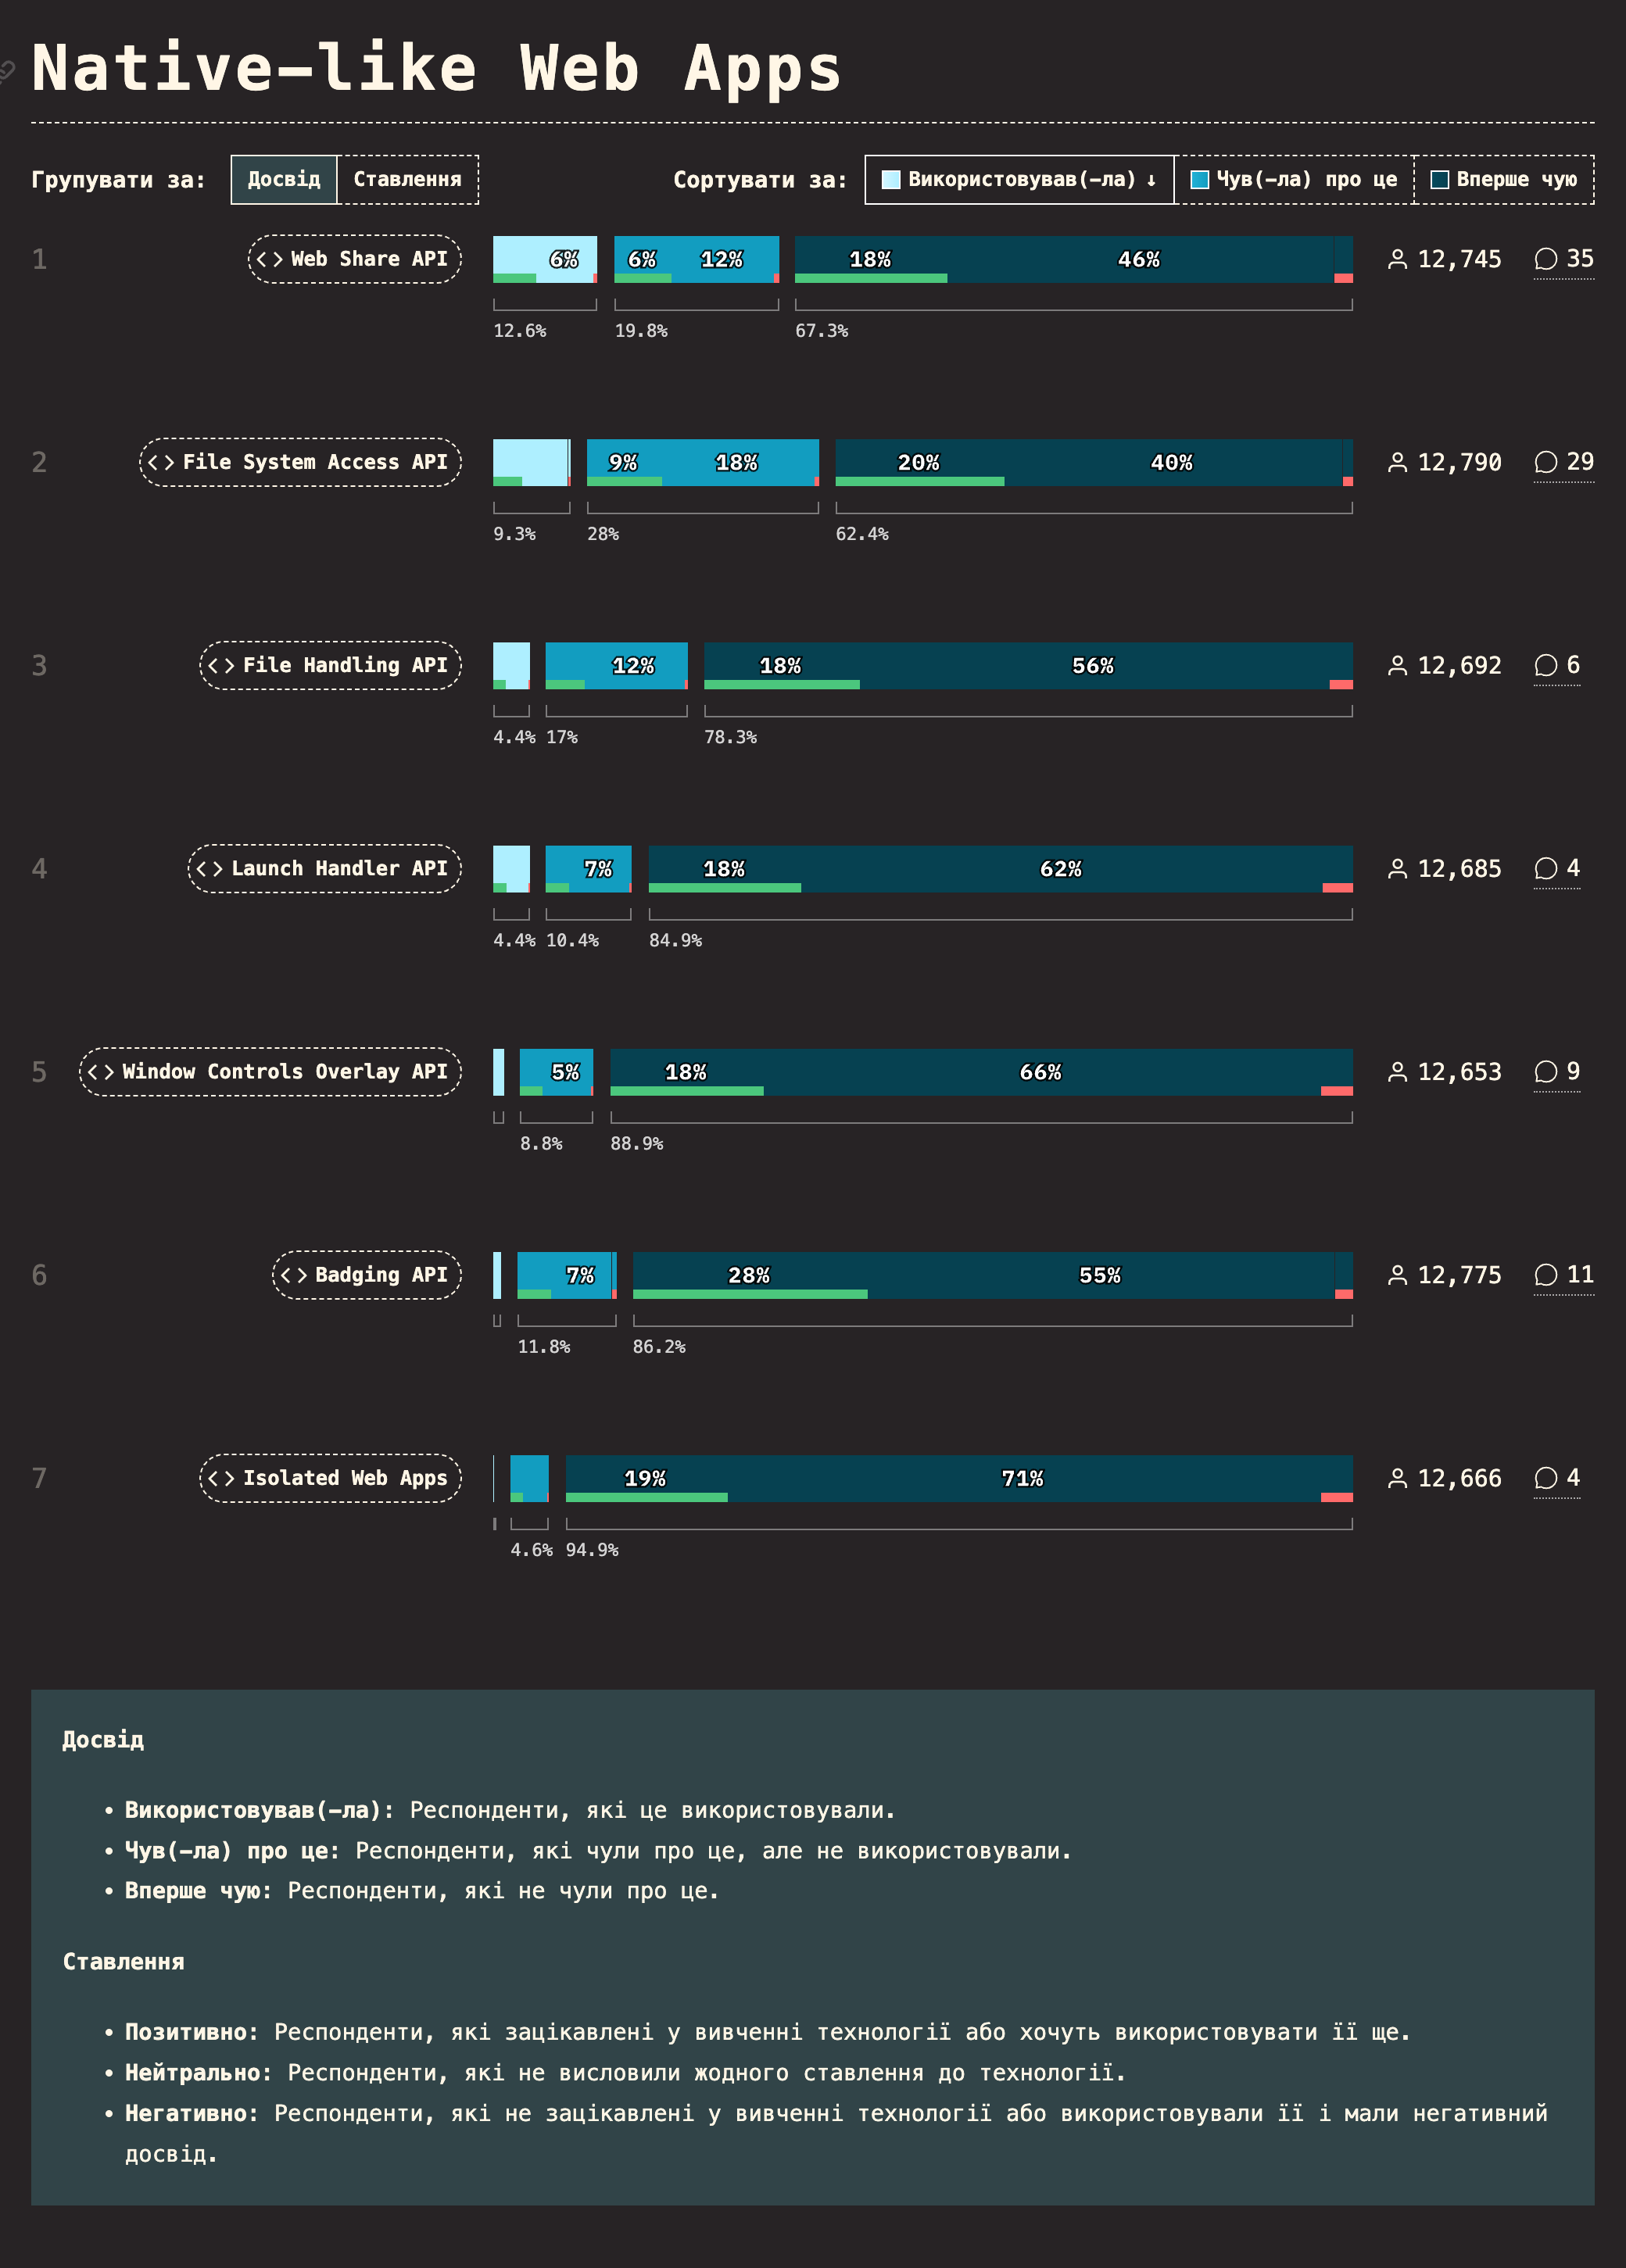 Native-like Web Apps
Групувати за: Досвід Ставлення Сортувати за: Використовував(-ла) ↓ Чув(-ла) про це Вперше чую
1 <> Web Share API 6% 6% 12% 18% 46% 12,745 35
12.6% 19.8% 67.3%
2 <> File System Access API 9% 18% 20% 40% 12,790 29
9.3% 28% 62.4%
3 <> File Handling API 12% 18% 56% 12,692 6
4.4% 17% 78.3%
4 <> Launch Handler API 7% 18% 62% 12,685 4
4.4% 10.4% 84.9%
5 <> Window Controls Overlay API 5% 18% 66% 12,653 9
8.8% 88.9%
6 <> Badging API 7% 28% 55% 12,775 11
11.8% 86.2%
7 <> Isolated Web Apps 19% 71% 12,666 4
4.6% 94.9%
Досвід
• Використовував(-ла): Респонденти, які це використовували.
• Чув(-ла) про це: Респонденти, які чули про це, але не використовували.
• Вперше чую: Респонденти, які не чули про це.
Ставлення
• Позитивно: Респонденти, які зацікавлені у вивченні технології або хочуть використовувати її ще.
• Нейтрально: Респонденти, які не висловили жодного ставлення до технології.
• Негативно: Респонденти, які не зацікавлені у вивченні технології або використовували її і мали негативний
досвід.